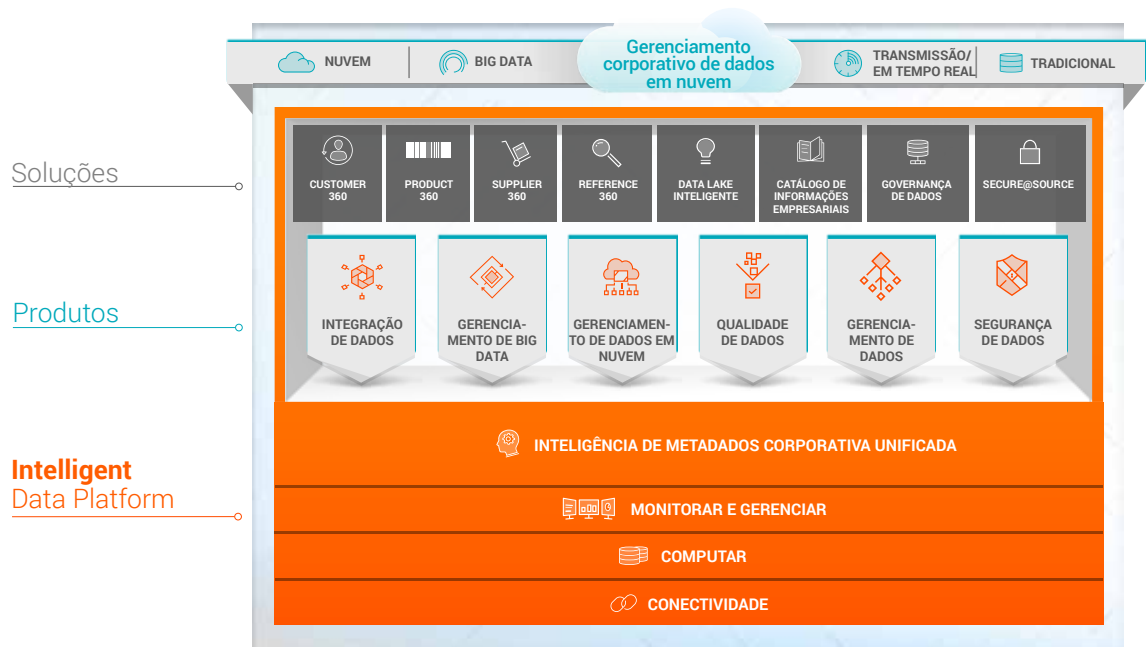 Gerenciamento
corporativo de dados
em nuvem
NUVEM
BIG DATA
TRANSMISSÃO/
EM TEMPO REAL
TRADICIONAL
Soluções
CUSTOMER
360
PRODUCT
360
SUPPLIER
360
REFERENCE
360
DATA LAKE
INTELIGENTE
CATÁLOGO DE
INFORMAÇÕES
EMPRESARIAIS
GOVERNANÇA
DE DADOS
SECURE@SOURCE
Produtos
INTEGRAÇÃO
DE DADOS
GERENCIA-
MENTO DE BIG
DATA
GERENCIAMEN-
TO DE DADOS EM
NUVEM
QUALIDADE
DE DADOS
GERENCIA-
MENTO DE
DADOS
SEGURANÇA
DE DADOS
Intelligent
Data Platform
INTELIGÊNCIA DE METADADOS CORPORATIVA UNIFICADA
MONITORAR E GERENCIAR
COMPUTAR
CONECTIVIDADE